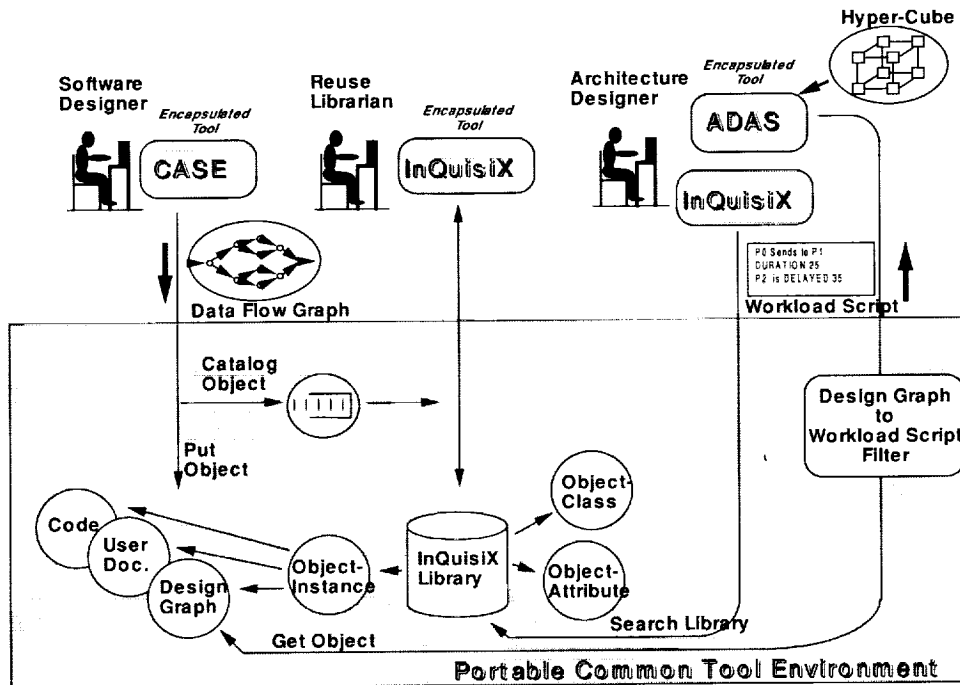 Hyper-Cube
Software
Designer
Encapsulated
Tool
CASE
Reuse
Librarian
Encapsulated
Tool
InQuisiX
Architecture
Designer
Encapsulated
Tool
ADAS
InQuisiX
P0 Sends to P1
DURATION 25
P2 is DELAYED 35
Workload Script
Data Flow Graph
Catalog
Object
Put
Object
Design Graph
to
Workload Script
Filter
Code
User
Doc.
Design
Graph
Object-
Instance
InQuisiX
Library
Object-
Class
Object-
Attribute
Search Library
Get Object
Portable Common Tool Environment